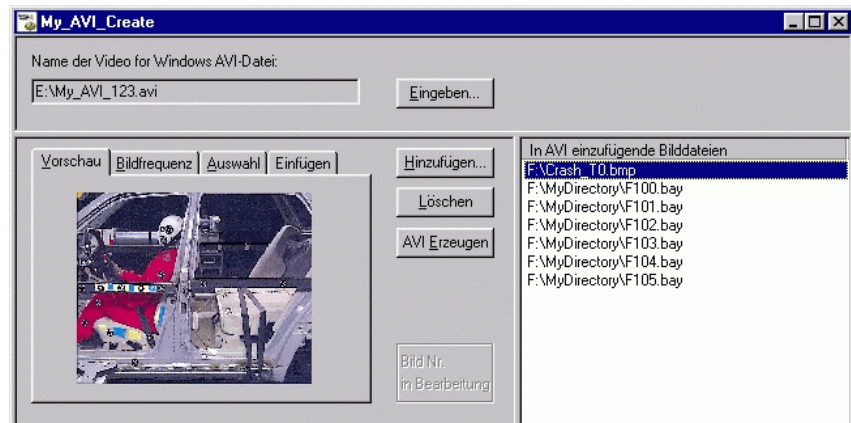 My_AVI_Create
Name der Video for Windows AVI-Datei:
E:\My_AVI_123.avi
Eingeben...
Vorschau
Bildfrequenz
Auswahl
Einfügen
Hinzufügen...
Löschen
AVI Erzeugen
Bild Nr.
in Bearbeitung
In AVI einzufügende Bilddateien
F:\Crash_T0.bmp
F:\MyDirectory\F100.bay
F:\MyDirectory\F101.bay
F:\MyDirectory\F102.bay
F:\MyDirectory\F103.bay
F:\MyDirectory\F104.bay
F:\MyDirectory\F105.bay